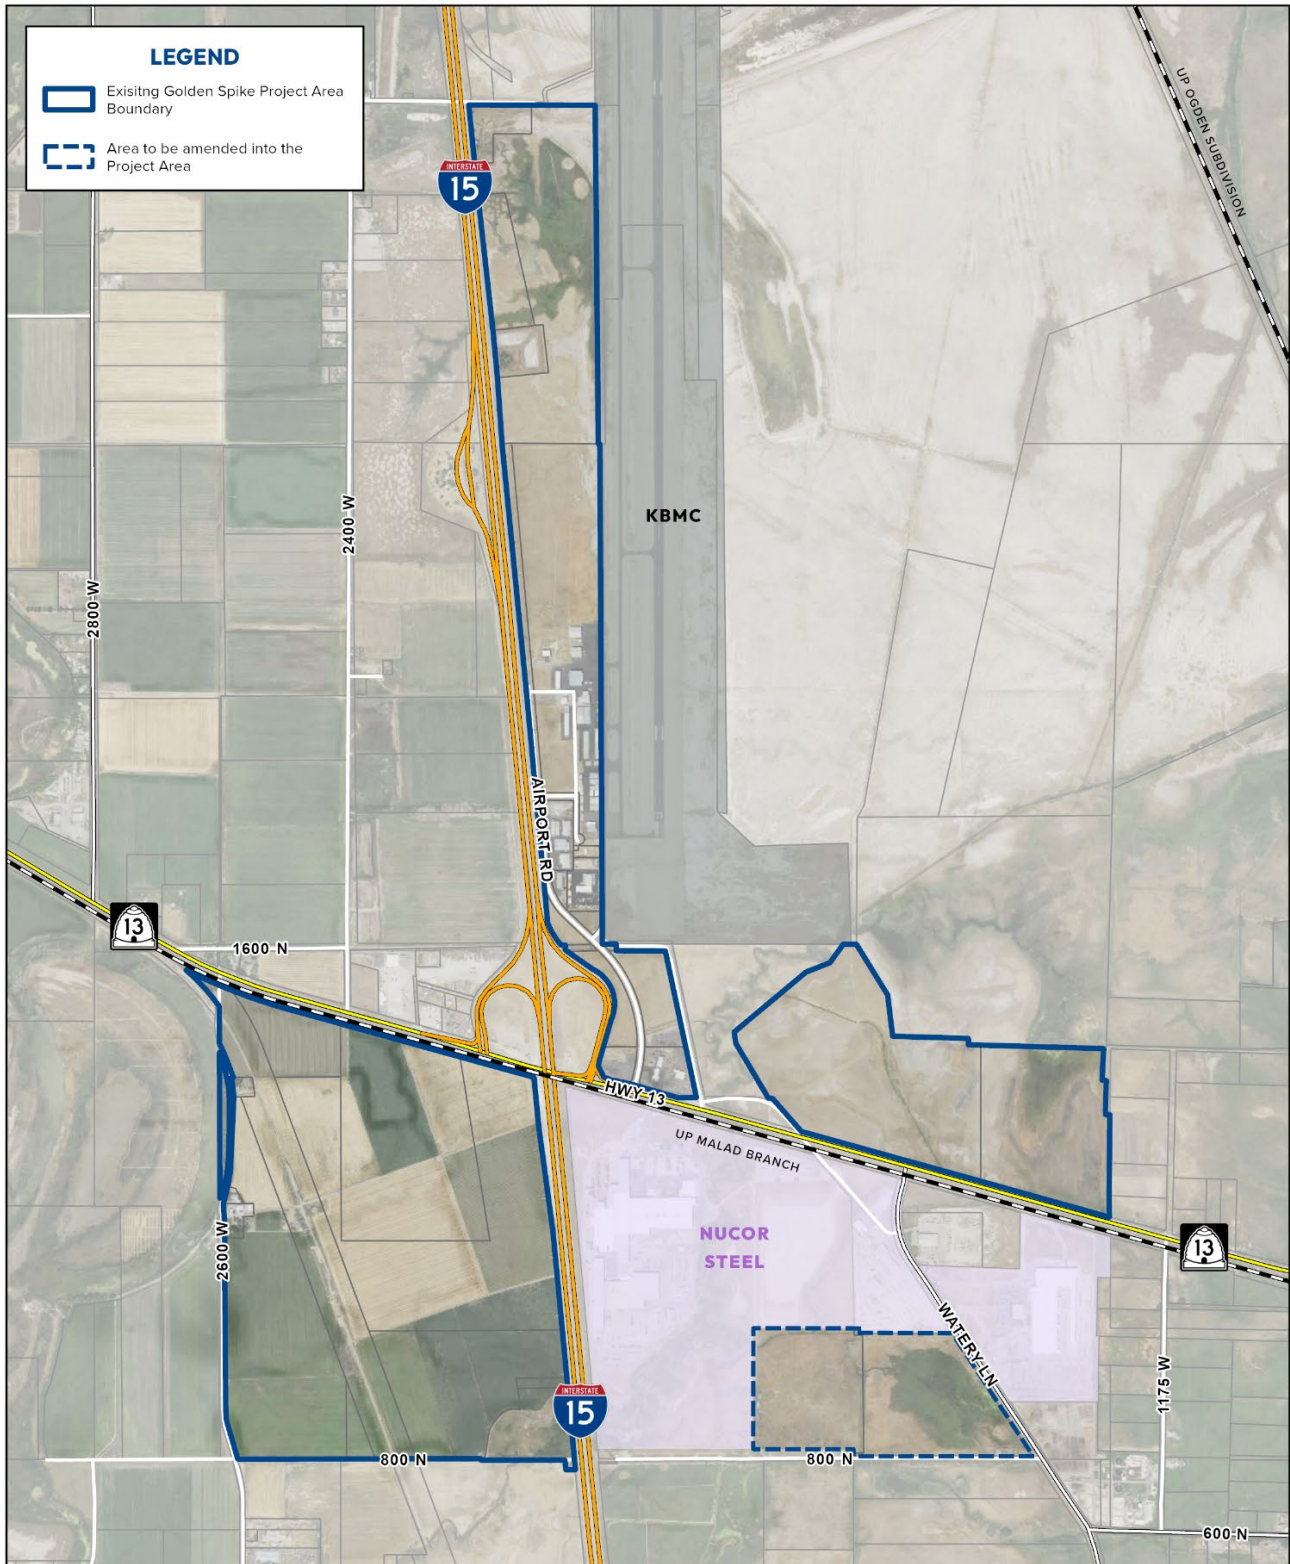 LEGEND
Exisitng Golden Spike Project Area
Boundary
Area to be amended into the
Project Area
INTERSTATE
15
UP OGDEN SUBDIVISION
KBMC
2400 W
2800 W
AIRPORT RD
13
1600 N
HWY 13
UP MALAD BRANCH
NUCOR
STEEL
13
2600 W
WATERY LN
1175 W
INTERSTATE
15
800 N
800 N
600 N